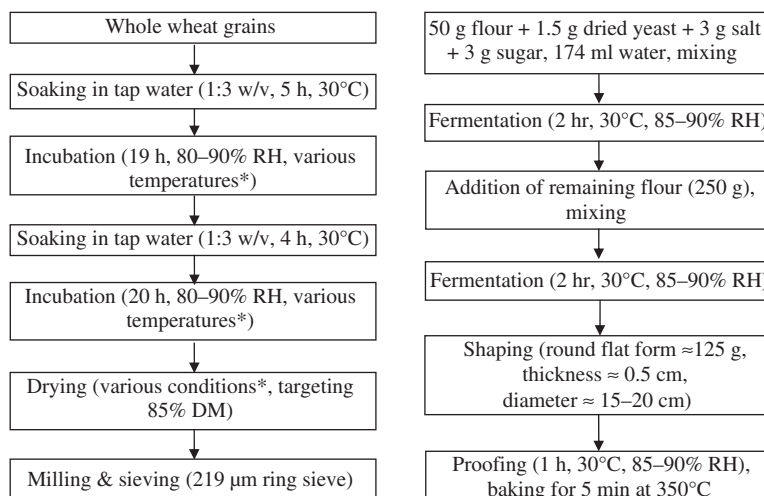 Whole wheat grains
Soaking in tap water (1:3 w/v, 5 h, 30°C)
Incubation (19 h, 80–90% RH, various
temperatures*)
Soaking in tap water (1:3 w/v, 4 h, 30°C)
Incubation (20 h, 80–90% RH, various
temperatures*)
Drying (various conditions*, targeting
85% DM)
Milling & sieving (219 μm ring sieve)
50 g flour + 1.5 g dried yeast + 3 g salt
+ 3 g sugar, 174 ml water, mixing
Fermentation (2 hr, 30°C, 85–90% RH)
Addition of remaining flour (250 g),
mixing
Fermentation (2 hr, 30°C, 85–90% RH)
Shaping (round flat form ≈125 g,
thickness ≈ 0.5 cm,
diameter ≈ 15–20 cm)
Proofing (1 h, 30°C, 85–90% RH),
baking for 5 min at 350°C